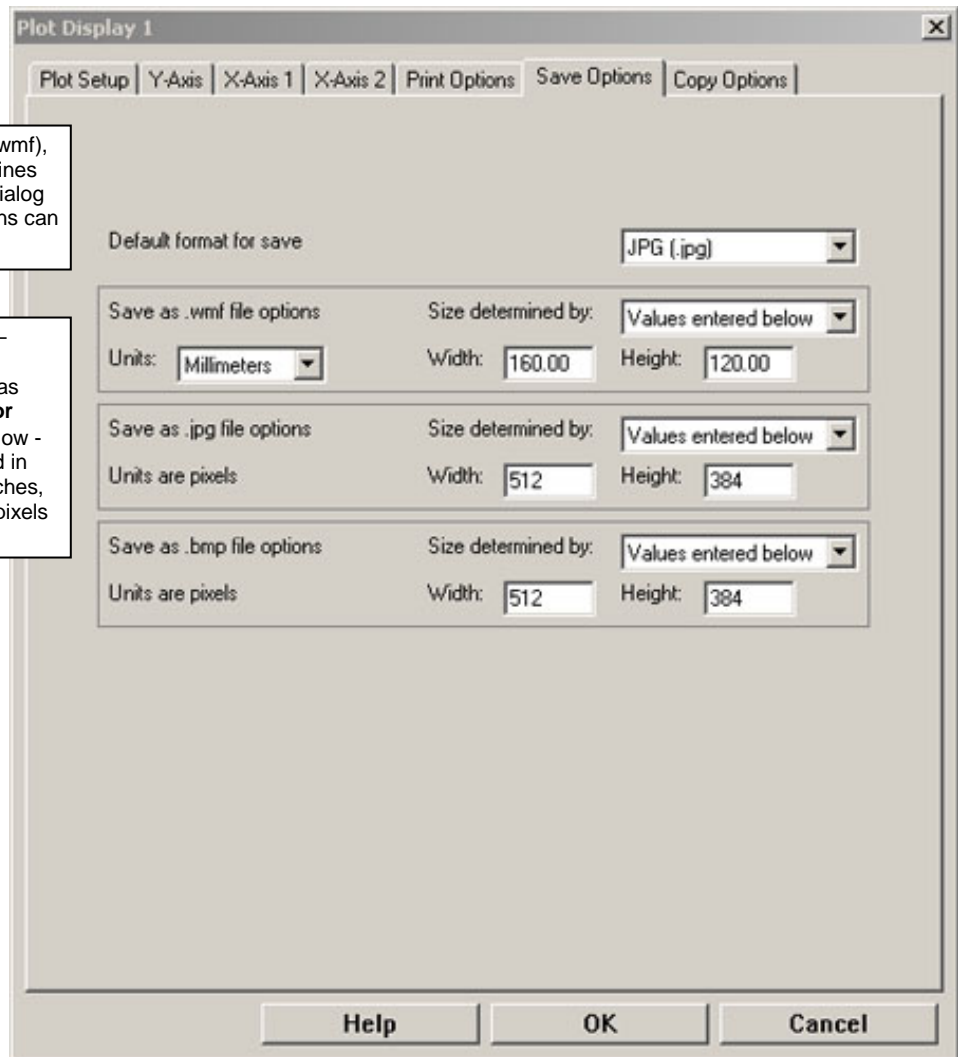 Plot Display 1
Plot Setup Y-Axis X-Axis 1 X-Axis 2 Print Options Save Options Copy Options
wmf),
ines
ialog
ns can
Default format for save JPG (.jpg)
Save as .wmf file options Size determined by: Values entered below
Units: Millimeters Width: 160.00 Height: 120.00
–
as
or
ow -
d in
ches,
pixels
Save as .jpg file options Size determined by: Values entered below
Units are pixels Width: 512 Height: 384
Save as .bmp file options Size determined by: Values entered below
Units are pixels Width: 512 Height: 384
Help OK Cancel